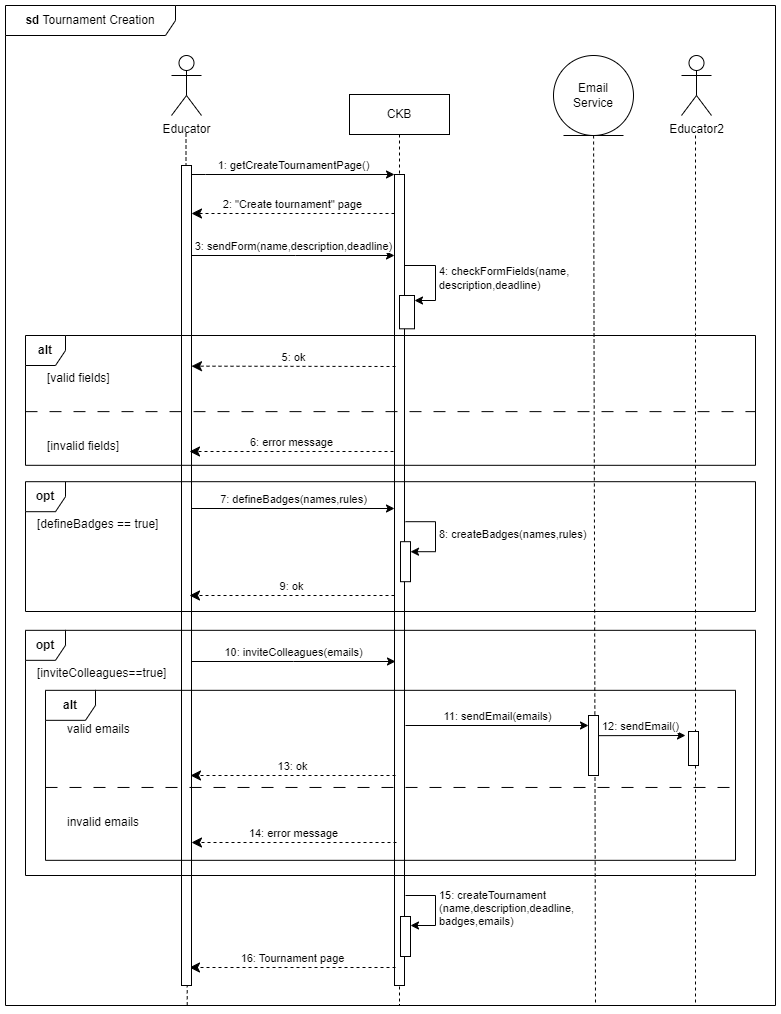 sd Tournament Creation
Educator
CKB
Email
Service
Educator2
1: getCreateTournamentPage()
2: "Create tournament" page
3: sendForm(name,description,deadline)
4: checkFormFields(name,
description,deadline)
alt
5: ok
[valid fields]
6: error message
[invalid fields]
opt
7: defineBadges(names,rules)
[defineBadges == true]
8: createBadges(names,rules)
9: ok
opt
10: inviteColleagues(emails)
[inviteColleagues==true]
alt
11: sendEmail(emails)
12: sendEmail()
valid emails
13: ok
invalid emails
14: error message
15: createTournament
(name,description,deadline,
badges,emails)
16: Tournament page